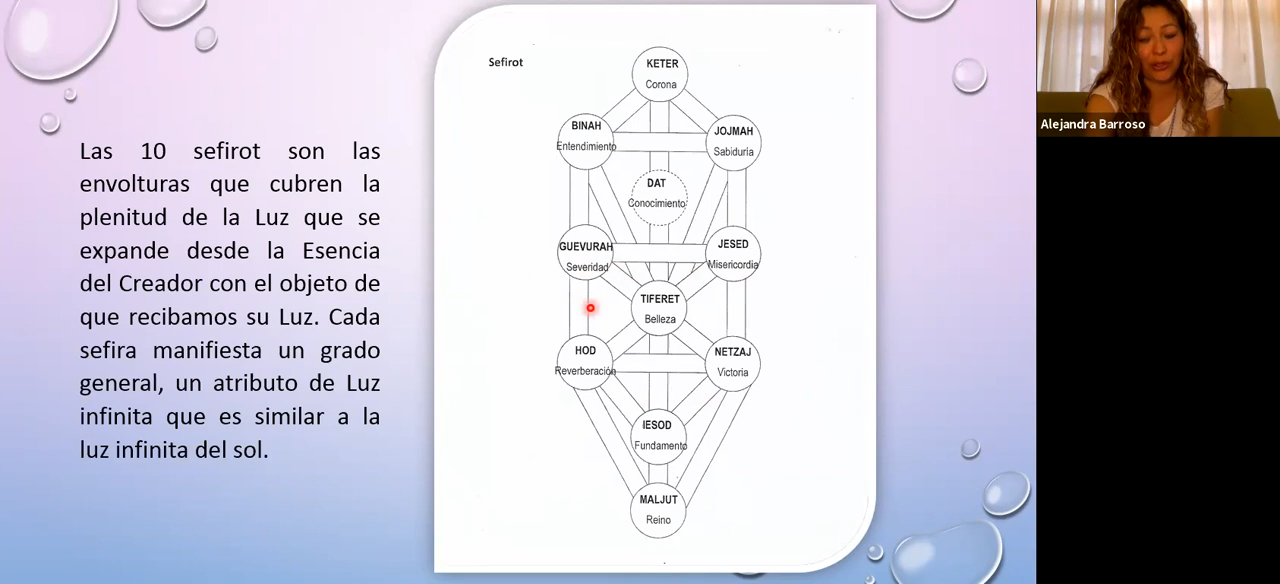 Las 10 sefirot son las
envolturas que cubren la
plenitud de la Luz que se
expande desde la Esencia
del Creador con el objeto de
que recibamos su Luz. Cada
sefira manifiesta un grado
general, un atributo de Luz
infinita que es similar a la
luz infinita del sol.
Sefirot
KETER
Corona
BINAH
Entendimiento
JOJMAH
Sabiduría
DAT
Conocimiento
GUEVURAH
Severidad
JESED
Misericordia
TIFERET
Belleza
HOD
Reverberación
NETZAJ
Victoria
IESOD
Fundamento
MALJUT
Reino
Alejandra Barroso